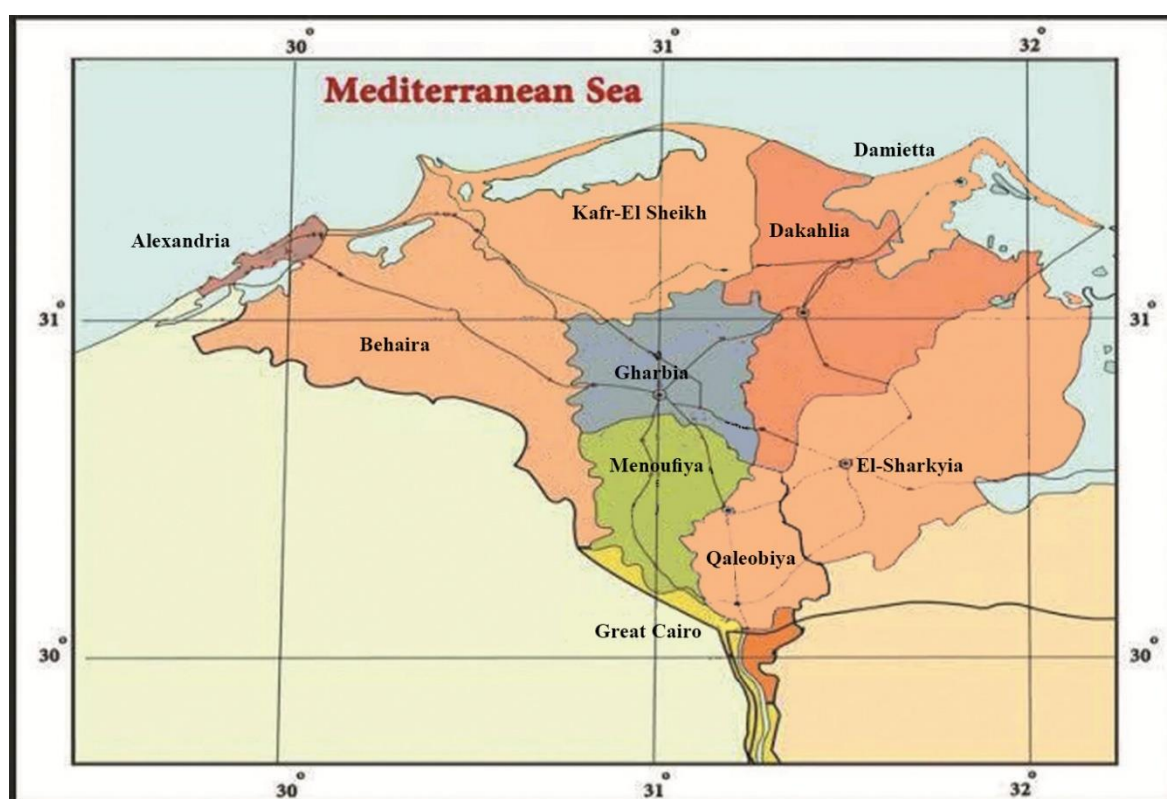 30° 31° 32°
Mediterranean Sea
Damietta
Kafr-El Sheikh
Alexandria
Dakahlia
31° 31°
Behaira
Gharbia
Menoufiya
El-Sharkyia
Qaleobiya
Great Cairo
30° 30°
30° 31° 32°